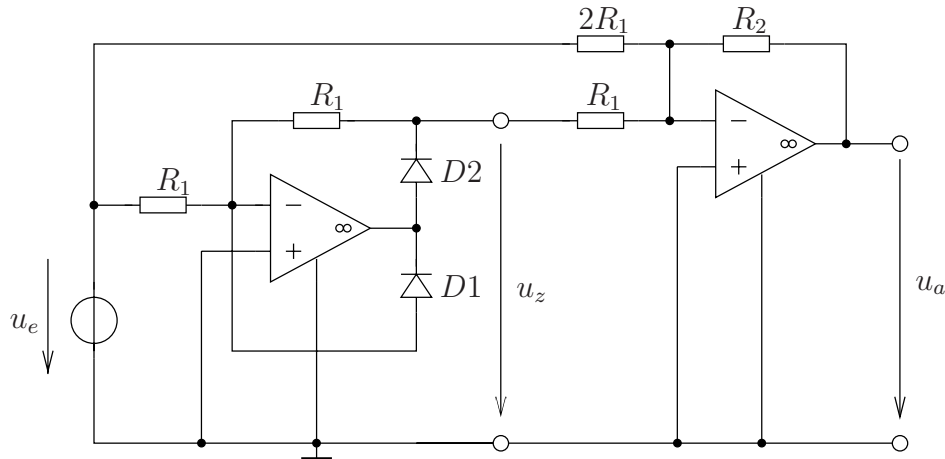 2R₁
R₂
R₁
R₁
−
+
∞
D2
R₁
−
+
∞
D1
u_z
u_a
u_e